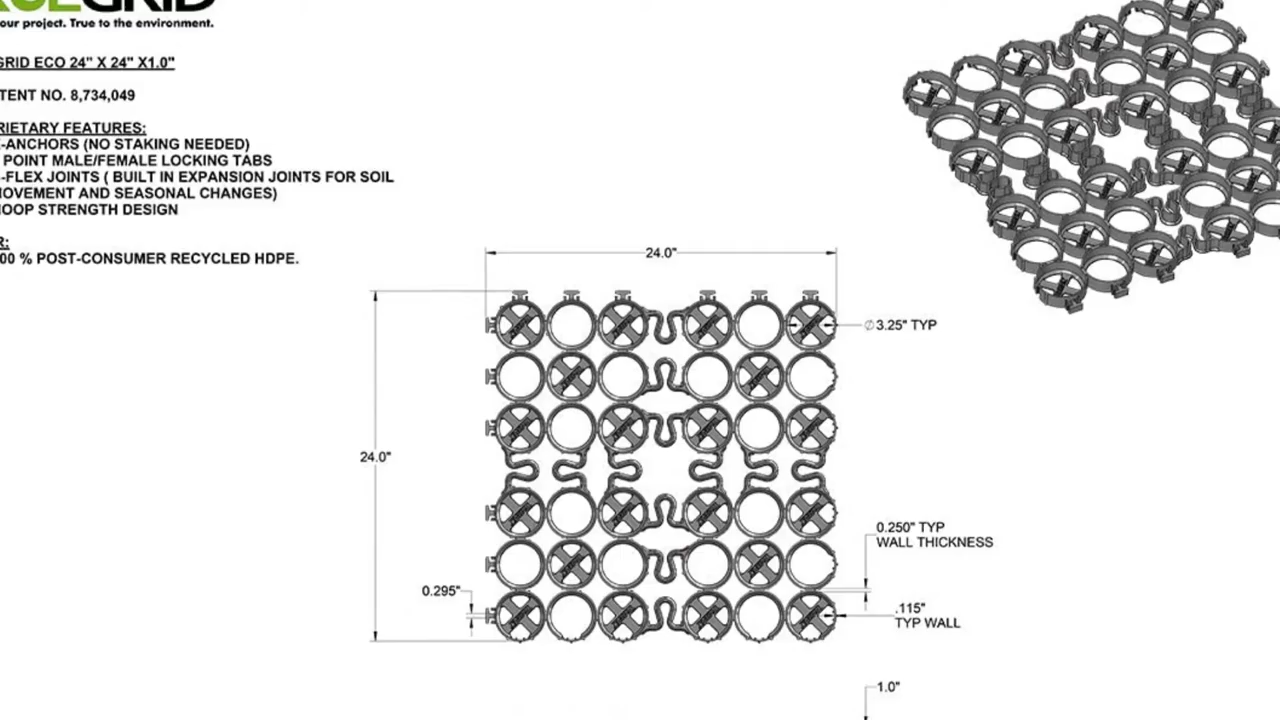 our project. True to the environment.
GRID ECO 24" X 24" X1.0"
TENT NO. 8,734,049
RIETARY FEATURES:
-ANCHORS (NO STAKING NEEDED)
POINT MALE/FEMALE LOCKING TABS
-FLEX JOINTS ( BUILT IN EXPANSION JOINTS FOR SOIL
MOVEMENT AND SEASONAL CHANGES)
HOOP STRENGTH DESIGN
R:
00 % POST-CONSUMER RECYCLED HDPE.
24.0"
∅3.25" TYP
24.0"
0.250" TYP
WALL THICKNESS
0.295"
.115"
TYP WALL
1.0"